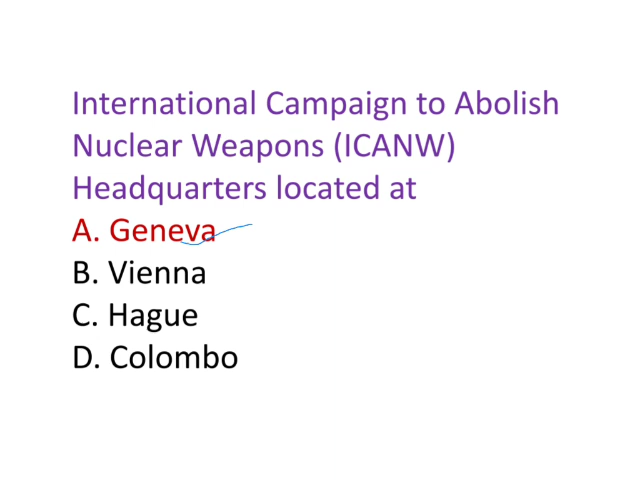 International Campaign to Abolish
Nuclear Weapons (ICANW)
Headquarters located at
A. Geneva
B. Vienna
C. Hague
D. Colombo